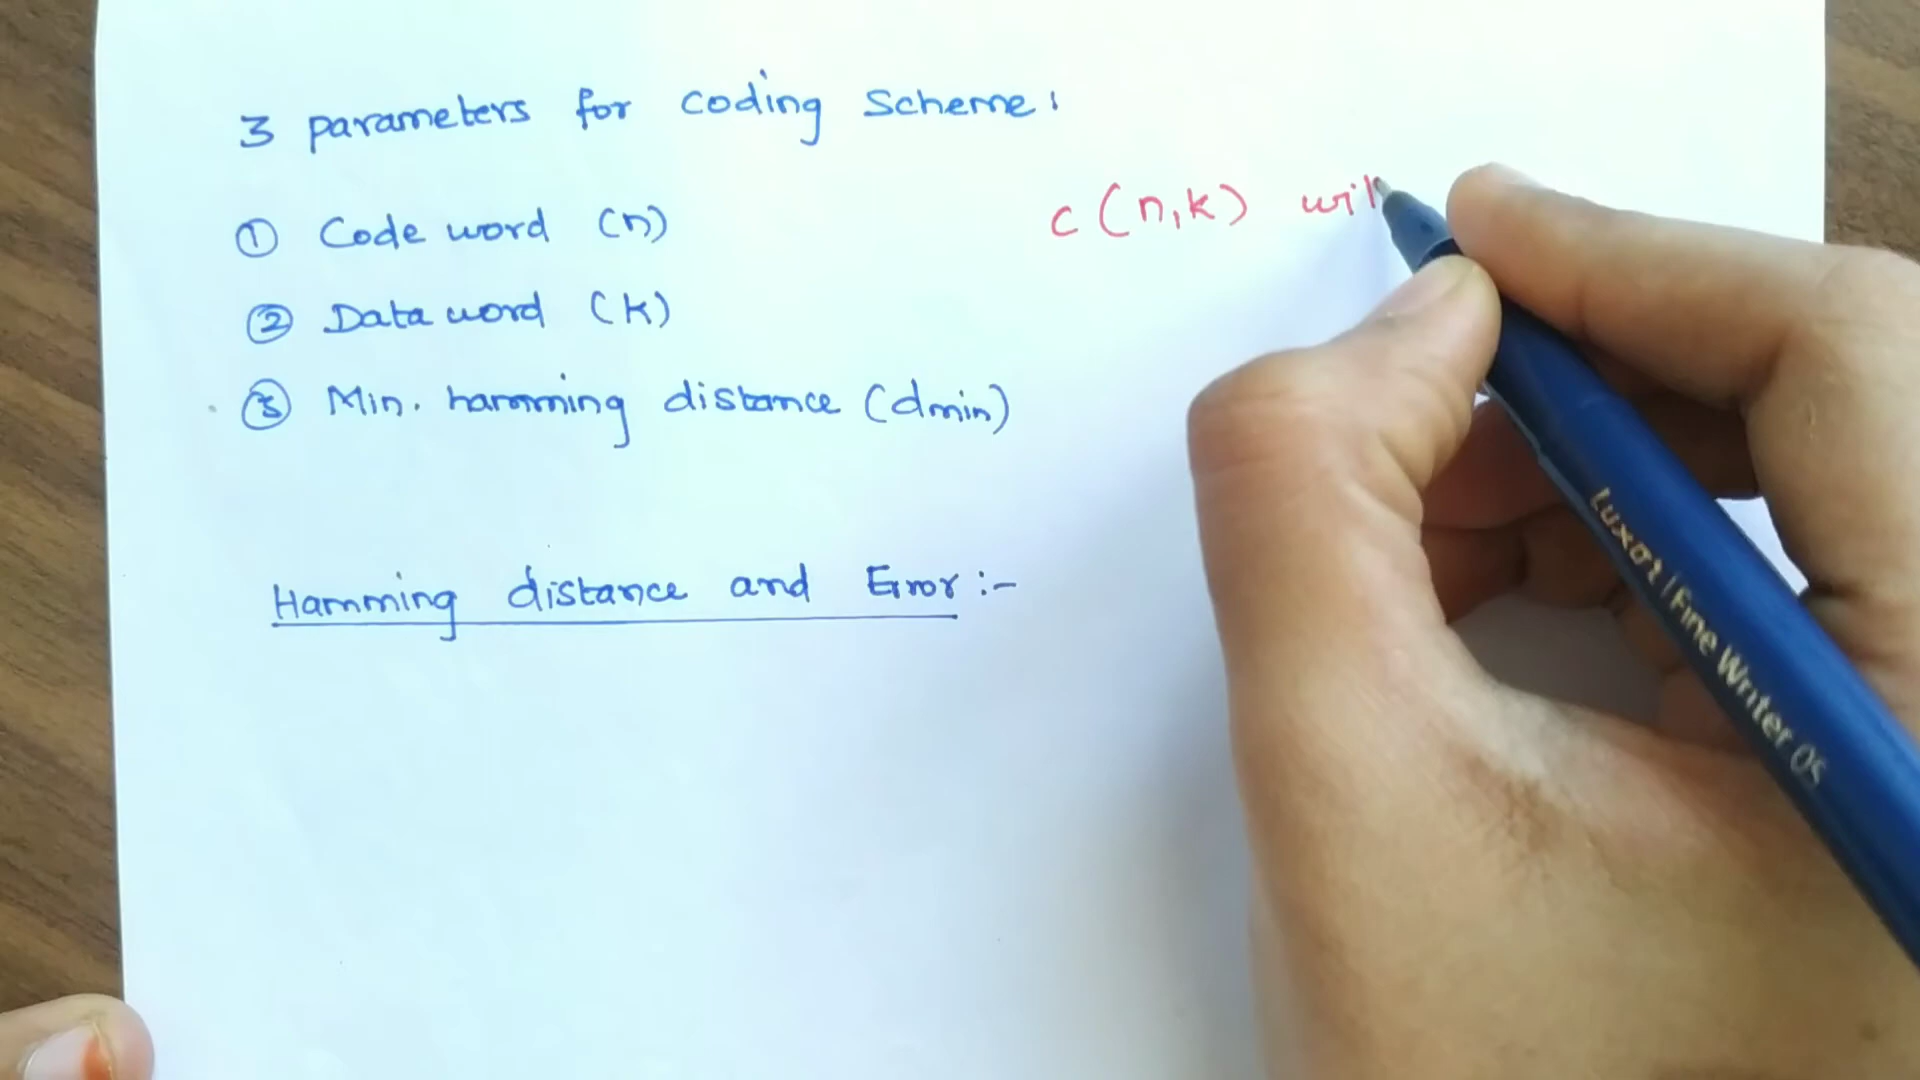 3 parameters for coding scheme:
① Code word (n)
c (n,k) wit
② Data word (k)
③ Min. hamming distance (dmin)
Hamming distance and Error :-
Luxor | Fine Writer 05